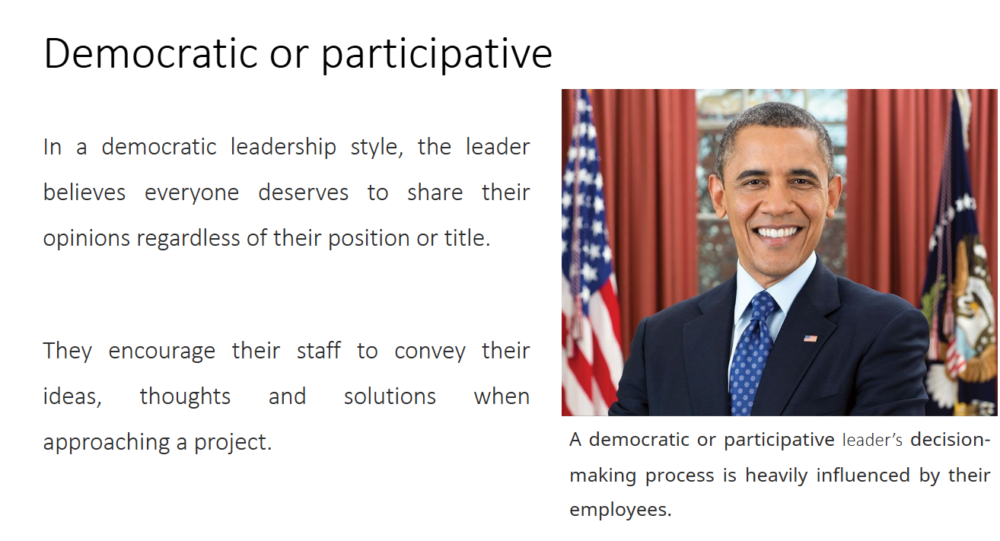 Democratic or participative
In a democratic leadership style, the leader
believes everyone deserves to share their
opinions regardless of their position or title.
They encourage their staff to convey their
ideas, thoughts and solutions when
approaching a project.
A democratic or participative leader’s decision-
making process is heavily influenced by their
employees.